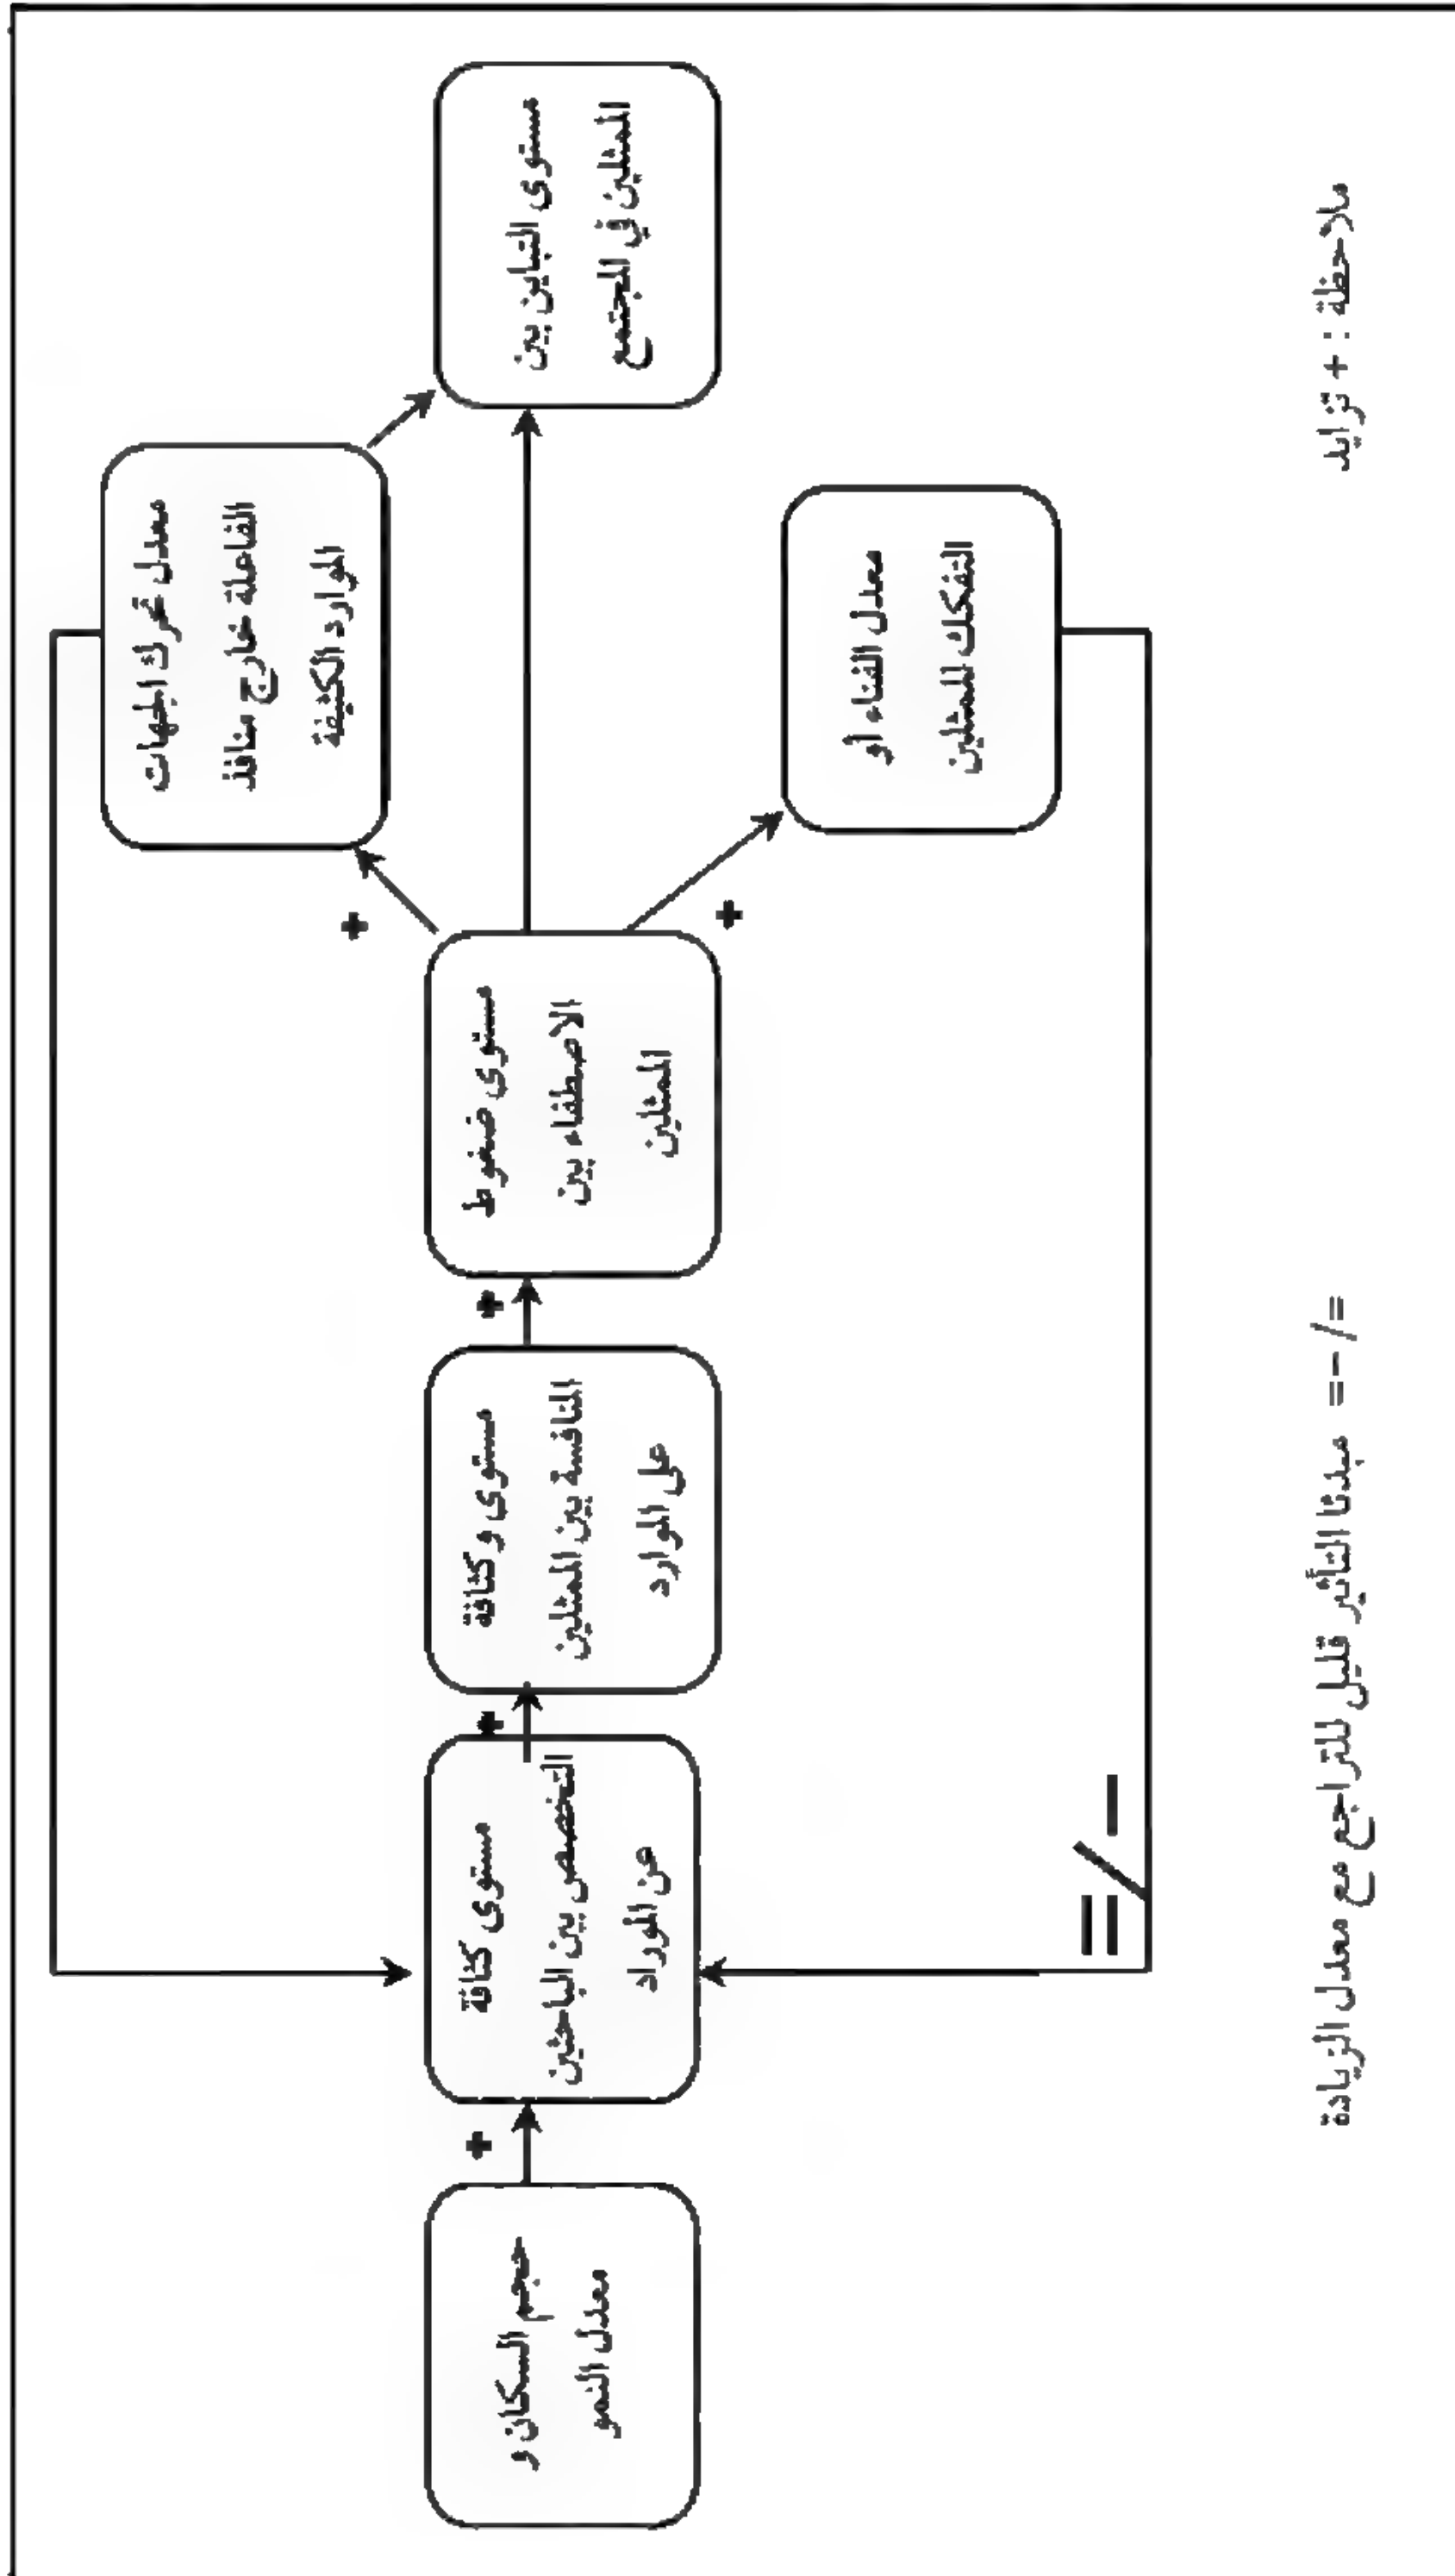 حجم السكان و
معدل النمو
+
مستوى كثافة
التخصص بين الباحثين
عن الموراد
+
مستوى و كثافة
المنافسة بين الممثلين
على الموارد
+
مستوى ضغوط
الاصطفاء بين
الممثلين
+
معدل تحرك الجهات
الفاعلة خارج منافذ
الموارد الكثيفة
+
معدل الفناء أو
التفكك للممثلين
مستوى التباين بين
الممثلين في المجتمع
=/-
ملاحظة : + تزايد
=-/= مبدئا التأثير قليل للتراجع مع معدل الزيادة